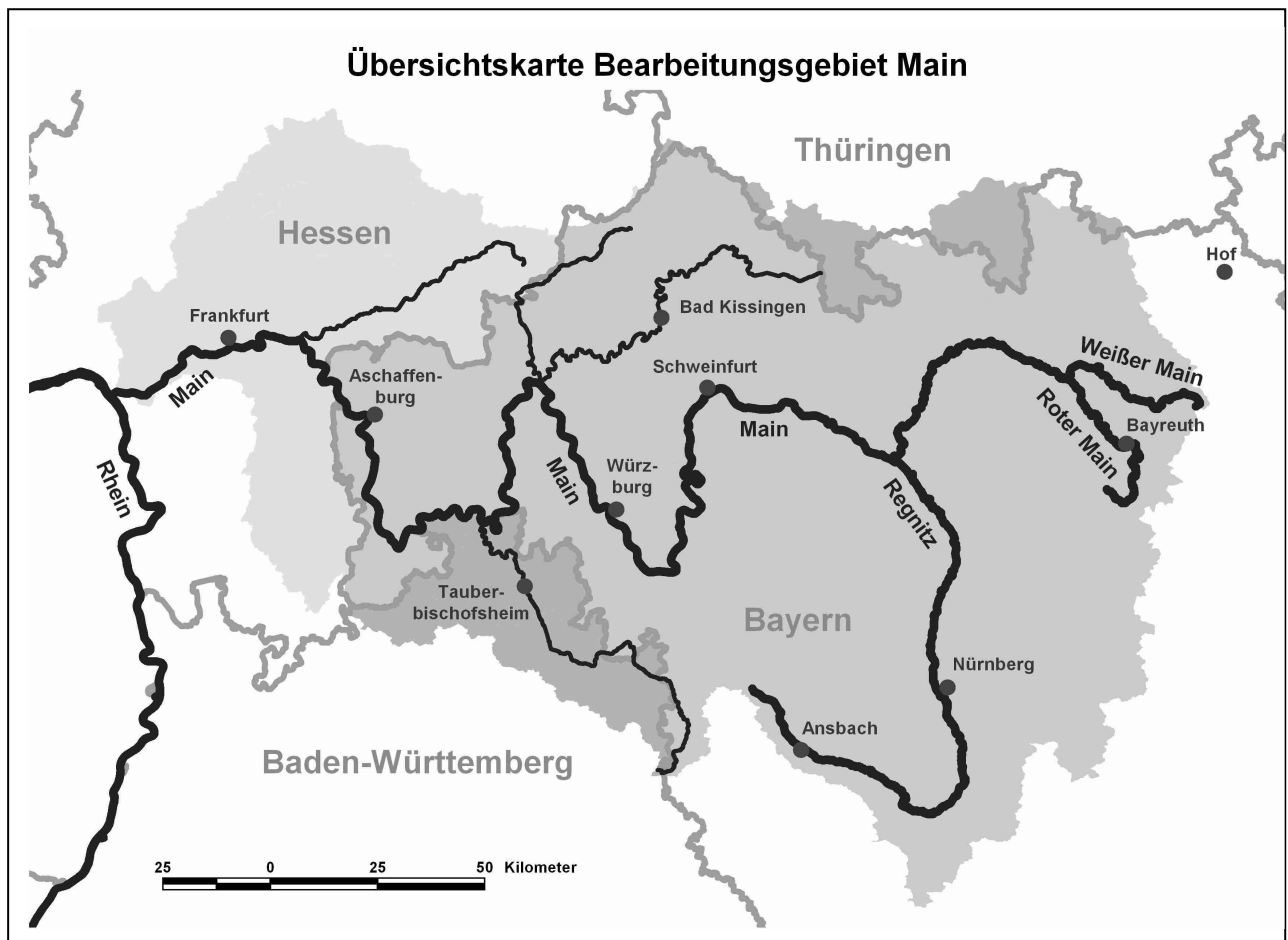 Übersichtskarte Bearbeitungsgebiet Main
Thüringen
Hessen
Hof
Frankfurt
Bad Kissingen
Main
Aschaffen-
burg
Schweinfurt
Weißer Main
Roter Main
Bayreuth
Main
Rhein
Main
Würz-
burg
Regnitz
Tauber-
bischofsheim
Bayern
Nürnberg
Ansbach
Baden-Württemberg
25 0 25 50 Kilometer